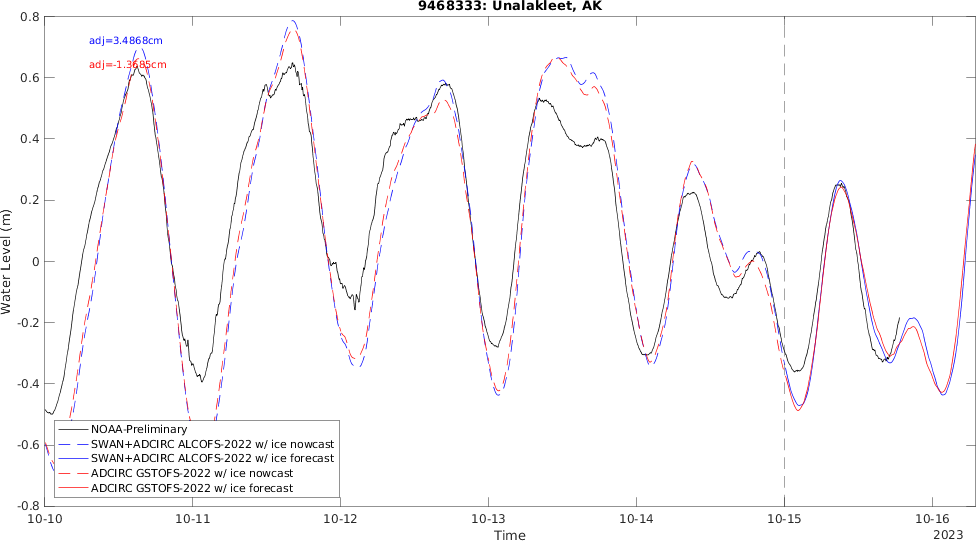 9468333: Unalakleet, AK
adj=3.4868cm
adj=-1.3685cm
Water Level (m)
0.8
0.6
0.4
0.2
0
-0.2
-0.4
-0.6
-0.8
NOAA-Preliminary
SWAN+ADCIRC ALCOFS-2022 w/ ice nowcast
SWAN+ADCIRC ALCOFS-2022 w/ ice forecast
ADCIRC GSTOFS-2022 w/ ice nowcast
ADCIRC GSTOFS-2022 w/ ice forecast
10-10 10-11 10-12 10-13 10-14 10-15 10-16
Time 2023